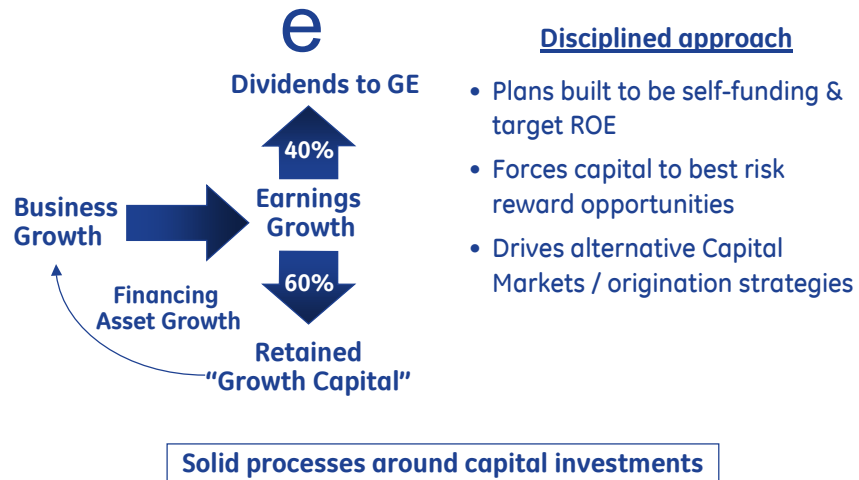 e
Dividends to GE
40%
Earnings
Growth
Business
Growth
60%
Financing
Asset Growth
Retained
“Growth Capital”
Disciplined approach
• Plans built to be self-funding &
target ROE
• Forces capital to best risk
reward opportunities
• Drives alternative Capital
Markets / origination strategies
Solid processes around capital investments